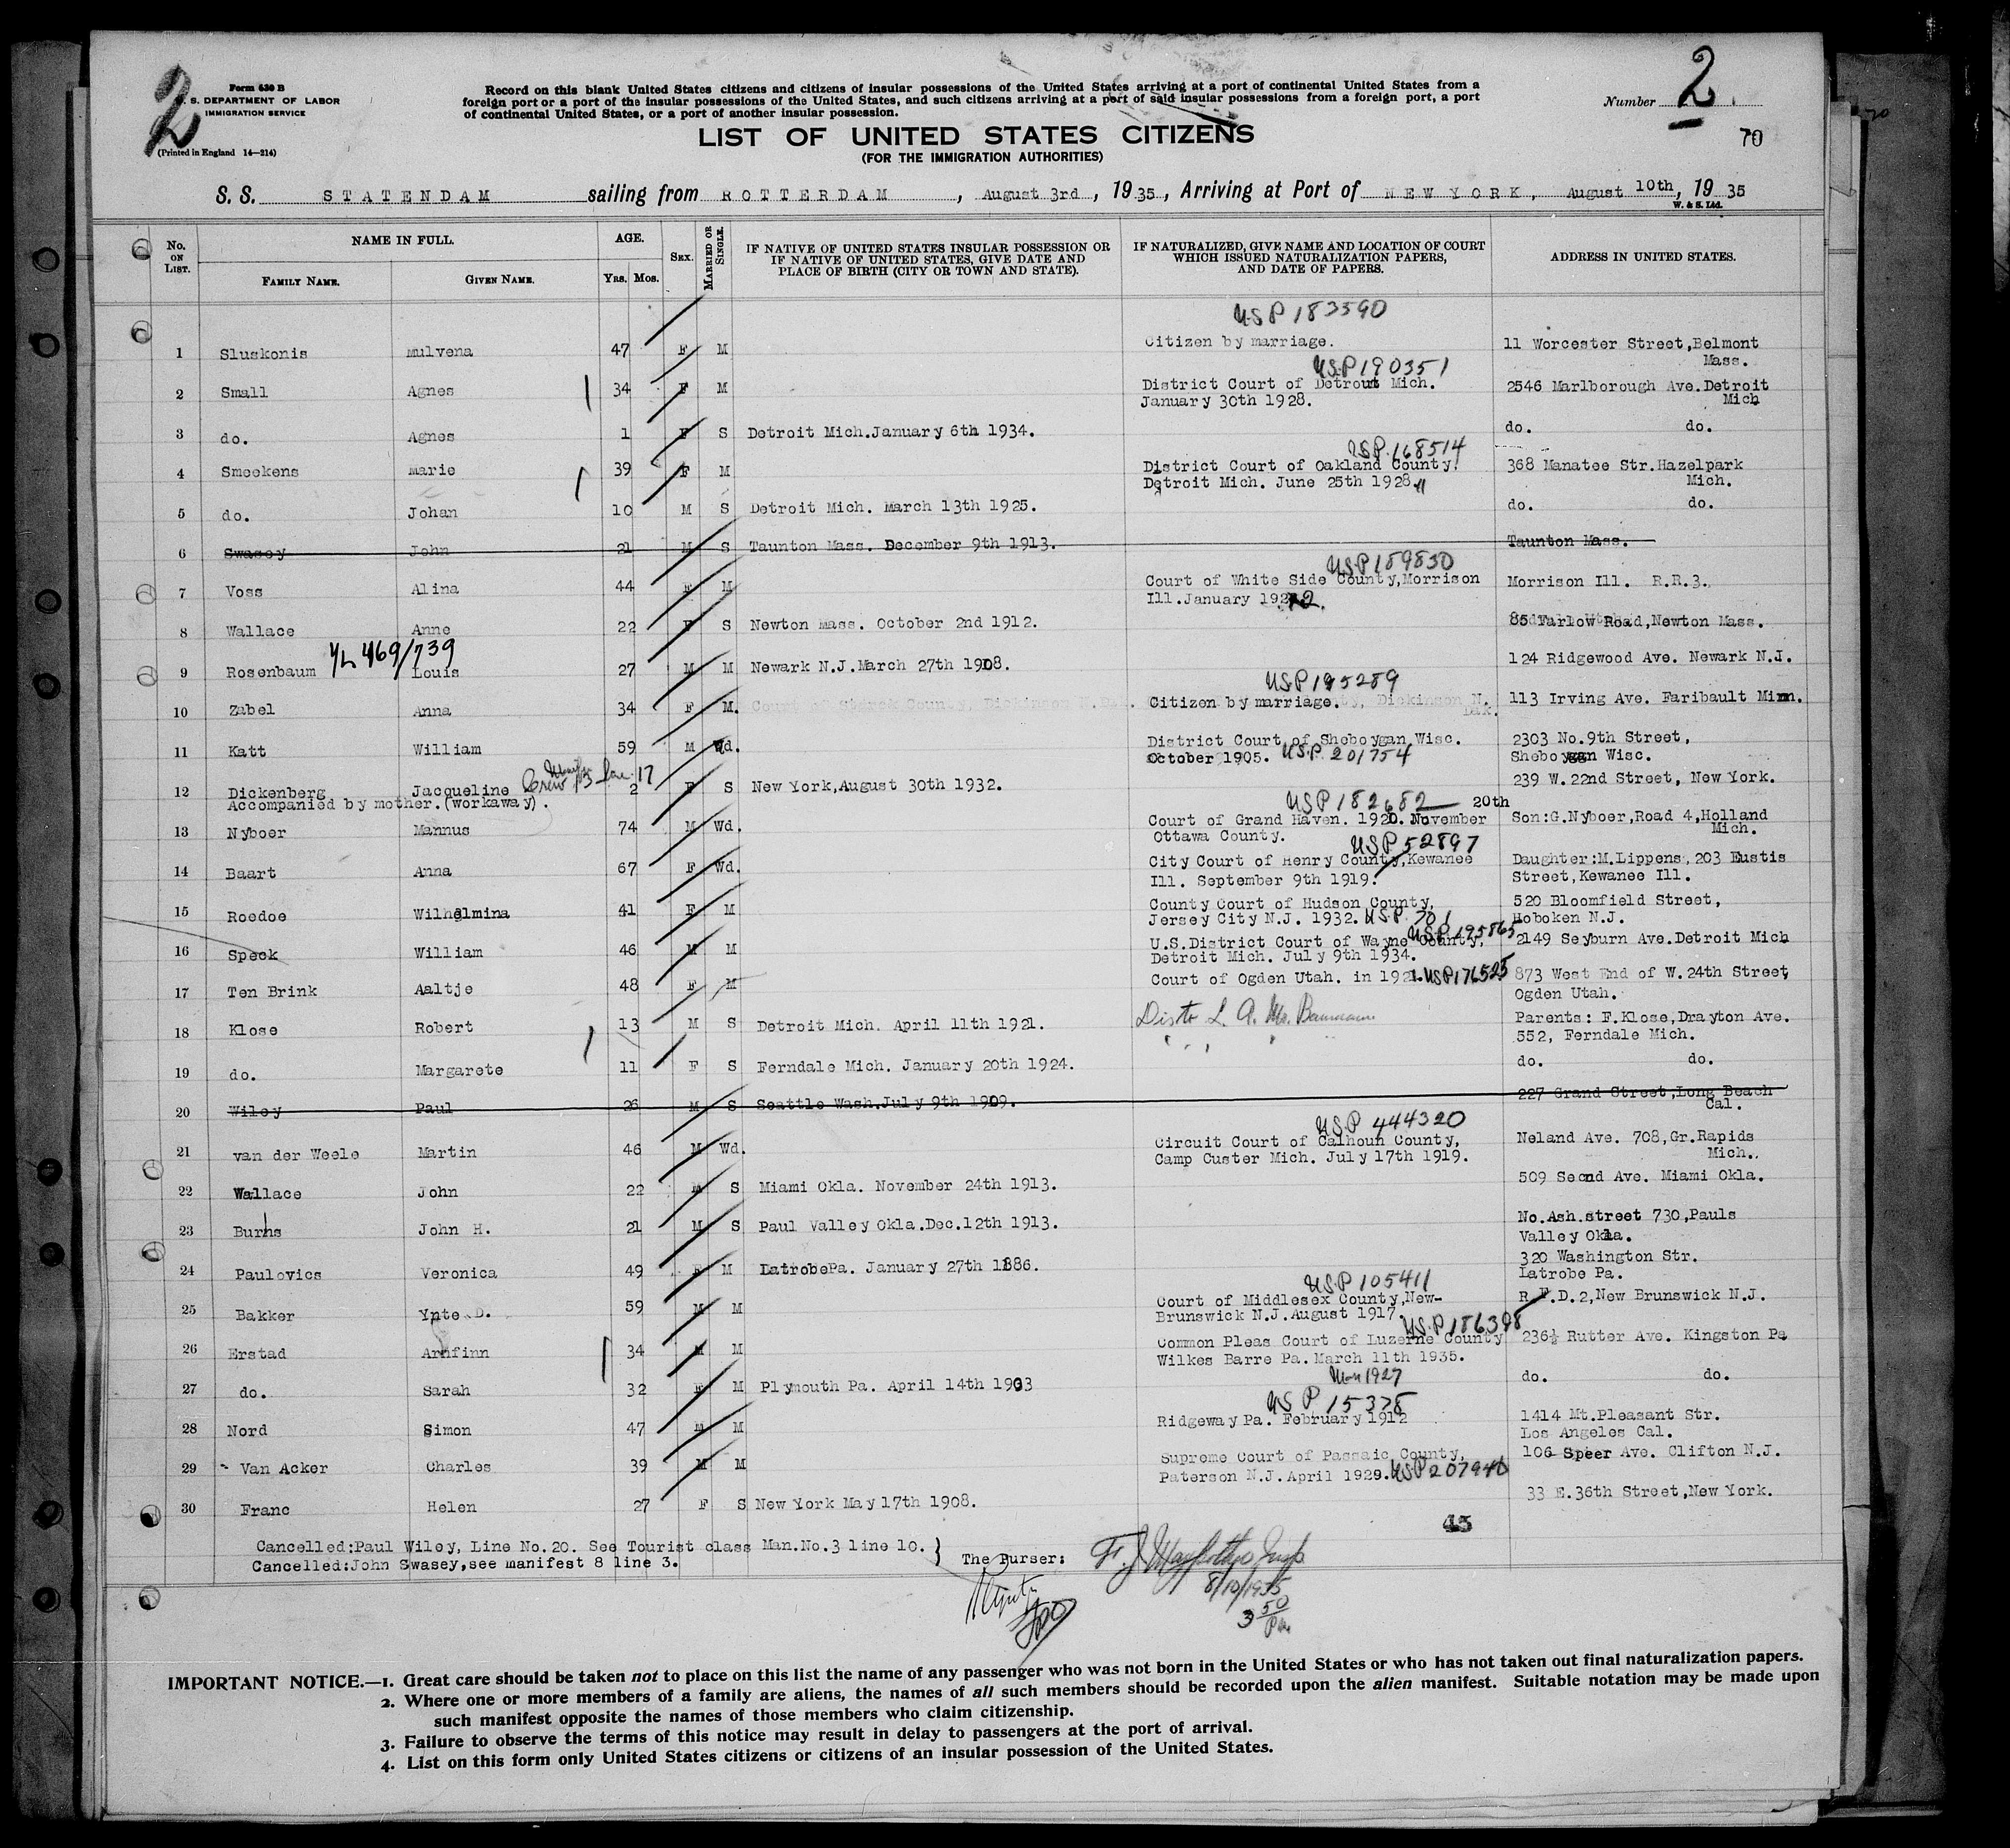 2
Form 630 B
U. S. DEPARTMENT OF LABOR
IMMIGRATION SERVICE
(Printed in England 14—214)
Record on this blank United States citizens and citizens of insular possessions of the United States arriving at a port of continental United States from a
foreign port or a port of the insular possessions of the United States, and such citizens arriving at a port of said insular possessions from a foreign port, a port
of continental United States, or a port of another insular possession.
LIST OF UNITED STATES CITIZENS
(FOR THE IMMIGRATION AUTHORITIES)
Number 2
70
S. S. STATENDAM sailing from ROTTERDAM, August 3rd, 1935, Arriving at Port of NEW YORK, August 10th, 1935
W. & S. Ltd.
No. ON LIST. NAME IN FULL. FAMILY NAME. GIVEN NAME. AGE. YRS. MOS. SEX. MARRIED OR SINGLE. IF NATIVE OF UNITED STATES INSULAR POSSESSION OR IF NATIVE OF UNITED STATES, GIVE DATE AND PLACE OF BIRTH (CITY OR TOWN AND STATE). IF NATURALIZED, GIVE NAME AND LOCATION OF COURT WHICH ISSUED NATURALIZATION PAPERS, AND DATE OF PAPERS. ADDRESS IN UNITED STATES.
USP 183590
1 Sluskonis Mulvena 47 F M Citizen by marriage. 11 Worcester Street,Belmont
Mass.
USP 190351
2 Small Agnes 34 F M District Court of Detrout Mich. 2546 Marlborough Ave.Detroit
January 30th 1928. Mich
3 do. Agnes 1 F S Detroit Mich.January 6th 1934. do. do.
USP.168514
4 Smeekens Marie 39 F M District Court of Oakland County. 368 Manatee Str.Hazelpark
Detroit Mich. June 25th 1928. Mich.
5 do. Johan 10 M S Detroit Mich. March 13th 1925. do. do.
6 Swasey John 21 M S Taunton Mass. December 9th 1913. Taunton Mass.
USP 189830
7 Voss Alina 44 F M Court of White Side County,Morrison Morrison Ill. R.R.3.
Ill.January 192
8 Wallace Anne 22 F S Newton Mass. October 2nd 1912. 85 Farlow Road,Newton Mass.
469/739
9 Rosenbaum Louis 27 M M Newark N.J.March 27th 1908. 124 Ridgewood Ave. Newark N.J.
USP 195289
10 Zabel Anna 34 F M. Citizen by marriage. 113 Irving Ave. Faribault Minn.
11 Katt William 59 M Wd. District Court of Sheboygan Wisc. 2303 No.9th Street,
October 1905. USP. 201754 Sheboygan Wisc.
12 Dickenberg Jacqueline 2 F S New York,August 30th 1932. 239 W.22nd Street, New York.
Accompanied by mother.(workaway).
USP 182682 20th
13 Nyboer Mannus 74 M Wd. Court of Grand Haven. 1920. November Son:G.Nyboer,Road 4,Holland
Ottawa County. Mich.
USP 52897
14 Baart Anna 67 F Wd. City Court of Henry County,Kewanee Daughter:M.Lippens,203 Eustis
Ill. September 9th 1919. Street,Kewanee Ill.
15 Roedoe Wilhelmina 41 F M County Court of Hudson County, 520 Bloomfield Street,
Jersey City N.J. 1932. USP. 701 Hoboken N.J.
USP 195865
16 Speck William 46 M M U.S.District Court of Wayne County, 2149 Seyburn Ave.Detroit Mich
Detroit Mich. July 9th 1934.
17 Ten Brink Aaltje 48 F M Court of Ogden Utah. in 1921. USP176525 873 West End of W.24th Street
Ogden Utah.
18 Klose Robert 13 M S Detroit Mich. April 11th 1921. Parents: F.Klose,Drayton Ave.
552, Ferndale Mich.
19 do. Margarete 11 F S Ferndale Mich. January 20th 1924. do. do.
20 Wiley Paul 26 M S Seattle Wash.July 9th 1909. 227 Grand Street,Long Beach
Cal.
USP 444320
21 van der Weele Martin 46 M Wd. Circuit Court of Calhoun County, Neland Ave. 708,Gr.Rapids
Camp Custer Mich. July 17th 1919. Mich..
22 Wallace John 22 M S Miami Okla. November 24th 1913. 509 Secnd Ave. Miami Okla.
23 Burns John H. 21 M S Paul Valley Okla.Dec.12th 1913. No.Ash.street 730,Pauls
Valley Okla.
24 Paulovics Veronica 49 F M LatrobePa. January 27th 1886. 320 Washington Str.
Latrobe Pa.
USP 105411
25 Bakker Ynte D. 59 M M Court of Middlesex County,New- R.F.D.2,New Brunswick N.J.
Brunswick N.J.August 1917.
USP 186398
26 Erstad Arnfinn 34 M M Common Pleas Court of Luzerne County 236½ Rutter Ave. Kingston Pa
Wilkes Barre Pa. March 11th 1935.
27 do. Sarah 32 F M Plymouth Pa. April 14th 1903 do. do.
USP 15378
28 Nord Simon 47 M M Ridgeway Pa. February 1912 1414 Mt.Pleasant Str.
Los Angeles Cal.
29 Van Acker Charles 39 M M Supreme Court of Passaic County, 106 Speer Ave. Clifton N.J.
Paterson N.J.April 1929. USP 207946
30 Franc Helen 27 F S New York May 17th 1908. 33 E.36th Street,New York.
45
Cancelled:Paul Wiley, Line No.20. See Tourist class Man.No.3 line 10.
Cancelled:John Swasey,see manifest 8 line 3.
The Purser:
8/10/1935
3 50 Pm
IMPORTANT NOTICE.—1. Great care should be taken not to place on this list the name of any passenger who was not born in the United States or who has not taken out final naturalization papers.
2. Where one or more members of a family are aliens, the names of all such members should be recorded upon the alien manifest. Suitable notation may be made upon
such manifest opposite the names of those members who claim citizenship.
3. Failure to observe the terms of this notice may result in delay to passengers at the port of arrival.
4. List on this form only United States citizens or citizens of an insular possession of the United States.